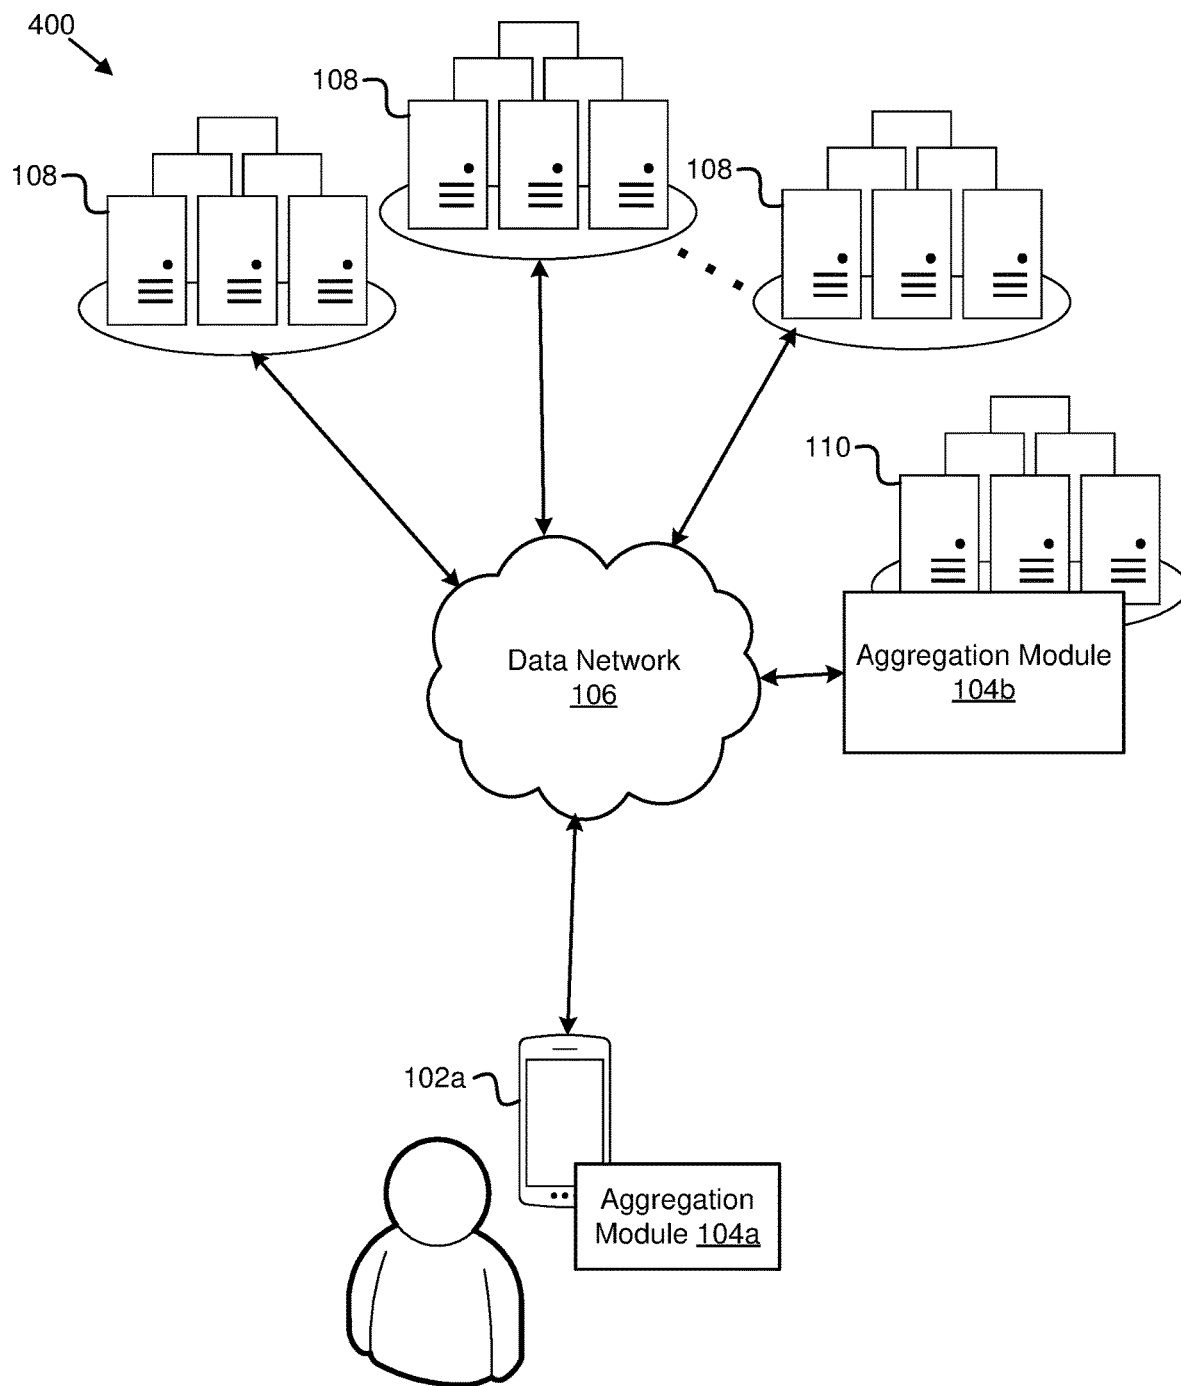 400
108
108
108
110
Data Network
106
Aggregation Module
104b
102a
Aggregation
Module 104a